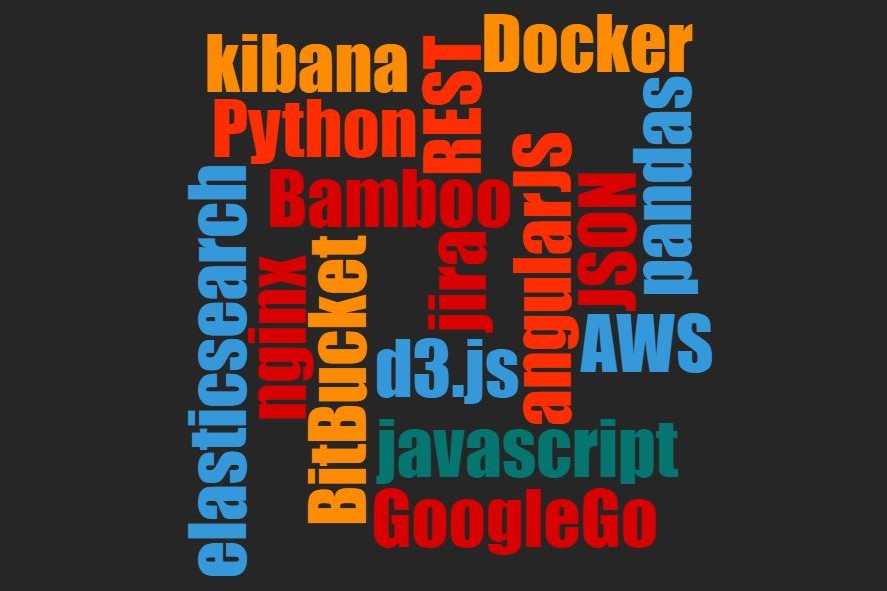 Docker
kibana
REST
Python
pandas
angularJS
elasticsearch
Bamboo
JSON
jira
BitBucket
nginx
AWS
d3.js
javascript
GoogleGo